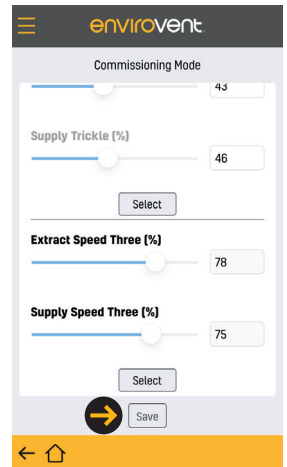 envirovent.
Commissioning Mode
43
Supply Trickle (%)
46
Select
Extract Speed Three (%)
78
Supply Speed Three (%)
75
Select
Save